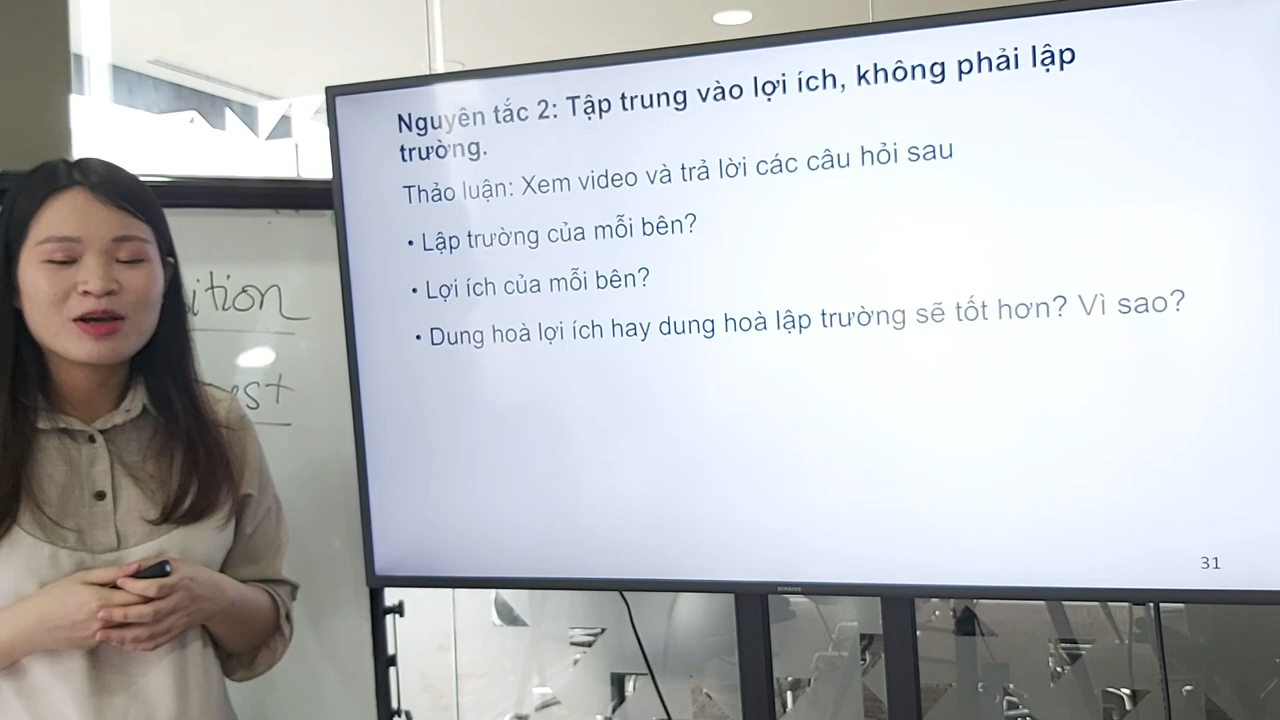 Nguyên tắc 2: Tập trung vào lợi ích, không phải lập
trường.
Thảo luận: Xem video và trả lời các câu hỏi sau
• Lập trường của mỗi bên?
• Lợi ích của mỗi bên?
• Dung hoà lợi ích hay dung hoà lập trường sẽ tốt hơn? Vì sao?
31
SAMSUNG